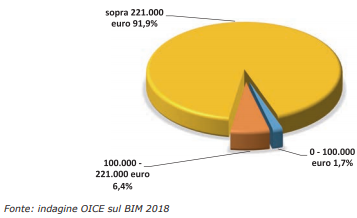 sopra 221.000
euro 91,9%
0 - 100.000
euro 1,7%
100.000 -
221.000 euro
6,4%
Fonte: indagine OICE sul BIM 2018